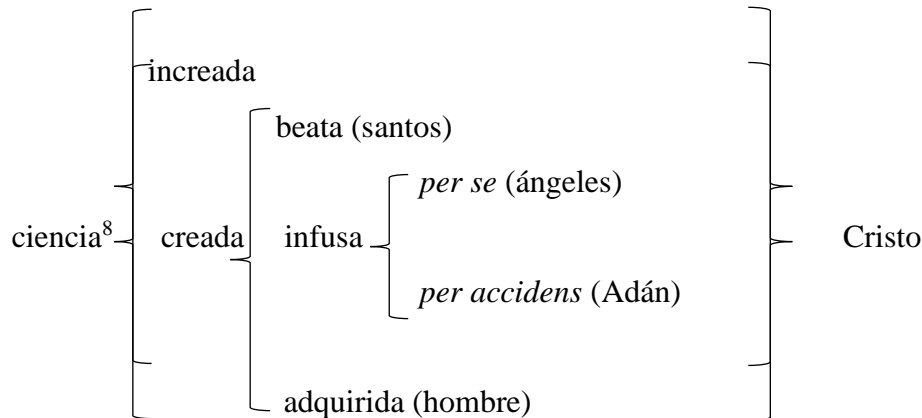 increada
beata (santos)
per se (ángeles)
ciencia⁸ creada infusa Cristo
per accidens (Adán)
adquirida (hombre)